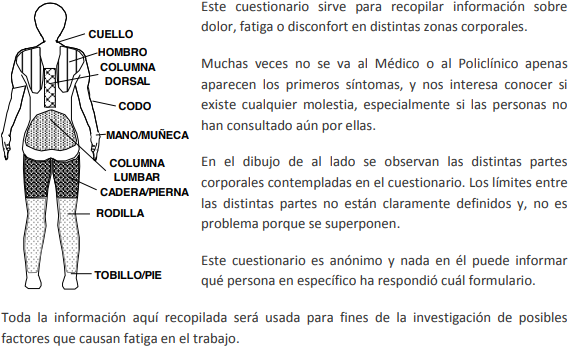 CUELLO
HOMBRO
COLUMNA
DORSAL
CODO
MANO/MUÑECA
COLUMNA
LUMBAR
CADERA/PIERNA
RODILLA
TOBILLO/PIE
Este cuestionario sirve para recopilar información sobre
dolor, fatiga o disconfort en distintas zonas corporales.
Muchas veces no se va al Médico o al Policlínico apenas
aparecen los primeros síntomas, y nos interesa conocer si
existe cualquier molestia, especialmente si las personas no
han consultado aún por ellas.
En el dibujo de al lado se observan las distintas partes
corporales contempladas en el cuestionario. Los límites entre
las distintas partes no están claramente definidos y, no es
problema porque se superponen.
Este cuestionario es anónimo y nada en él puede informar
qué persona en específico ha respondió cuál formulario.
Toda la información aquí recopilada será usada para fines de la investigación de posibles
factores que causan fatiga en el trabajo.